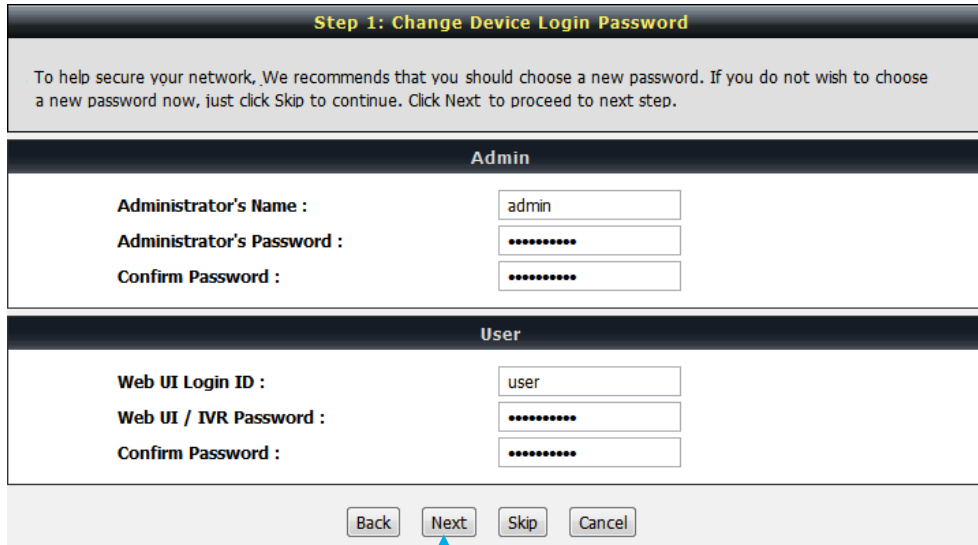 Step 1: Change Device Login Password
To help secure your network, We recommends that you should choose a new password. If you do not wish to choose
a new password now, just click Skip to continue. Click Next to proceed to next step.
Admin
Administrator's Name : admin
Administrator's Password : ••••••••••
Confirm Password : ••••••••••
User
Web UI Login ID : user
Web UI / IVR Password : ••••••••••
Confirm Password : ••••••••••
Back Next Skip Cancel